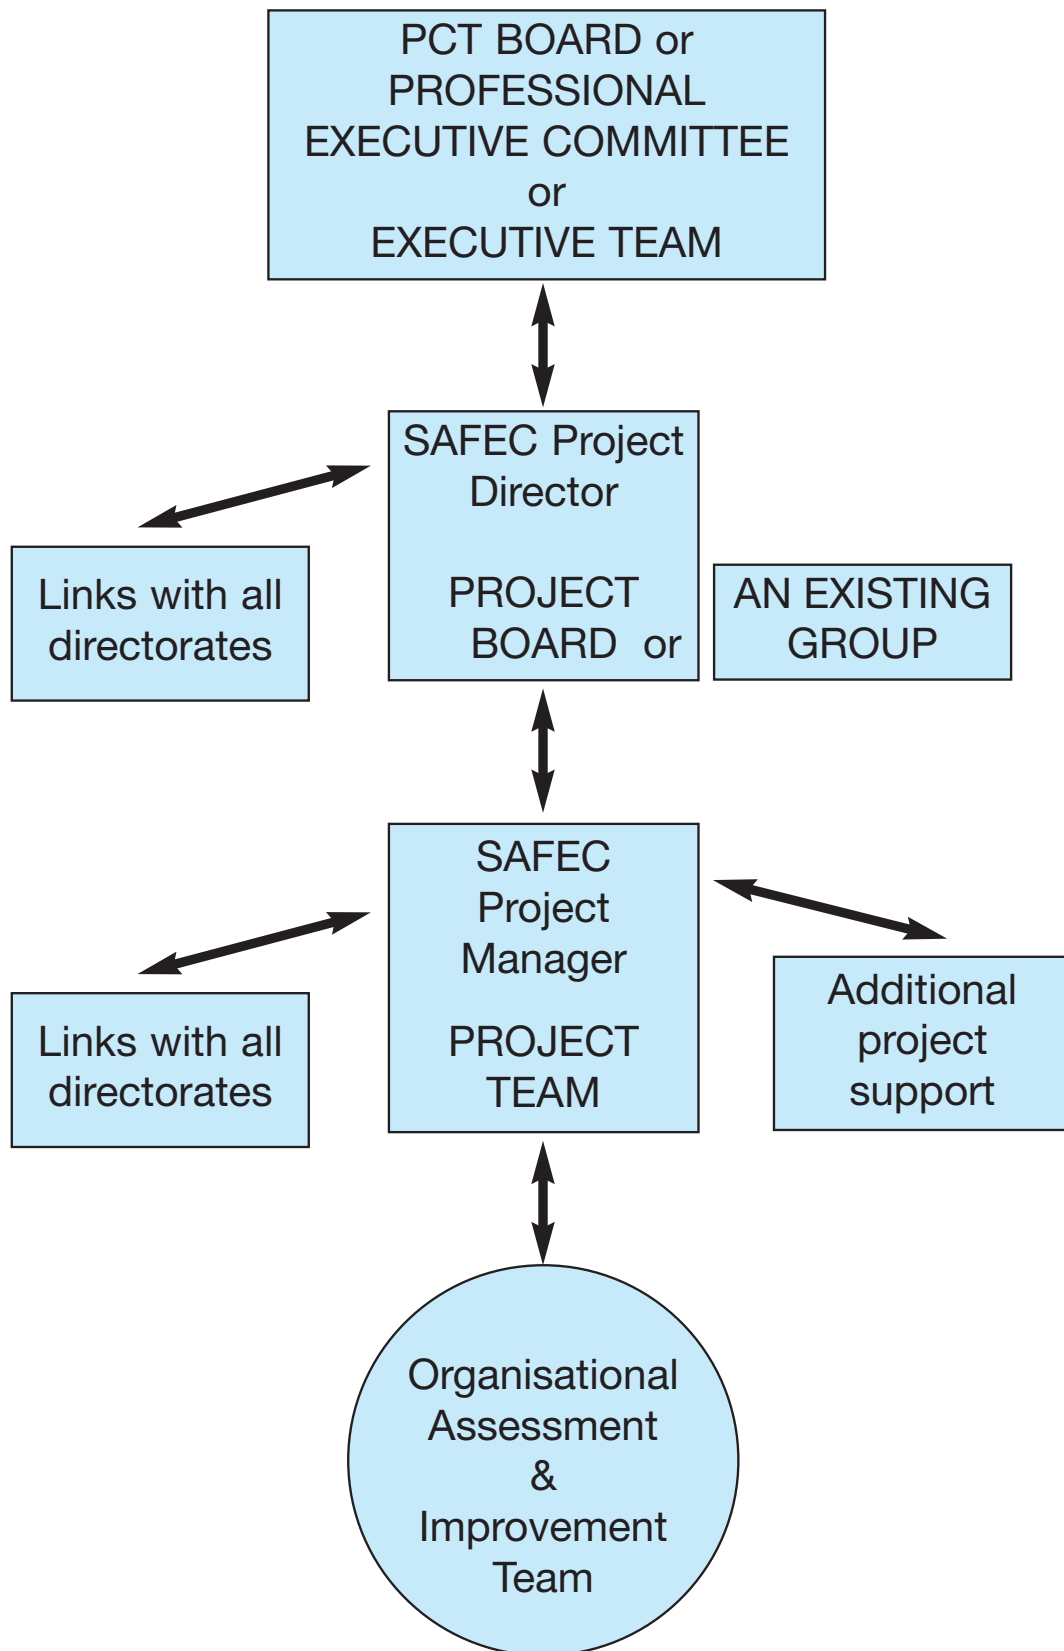 PCT BOARD or
PROFESSIONAL
EXECUTIVE COMMITTEE
or
EXECUTIVE TEAM
SAFEC Project
Director
PROJECT
BOARD or
AN EXISTING
GROUP
Links with all
directorates
SAFEC
Project
Manager
PROJECT
TEAM
Links with all
directorates
Additional
project
support
Organisational
Assessment
&
Improvement
Team